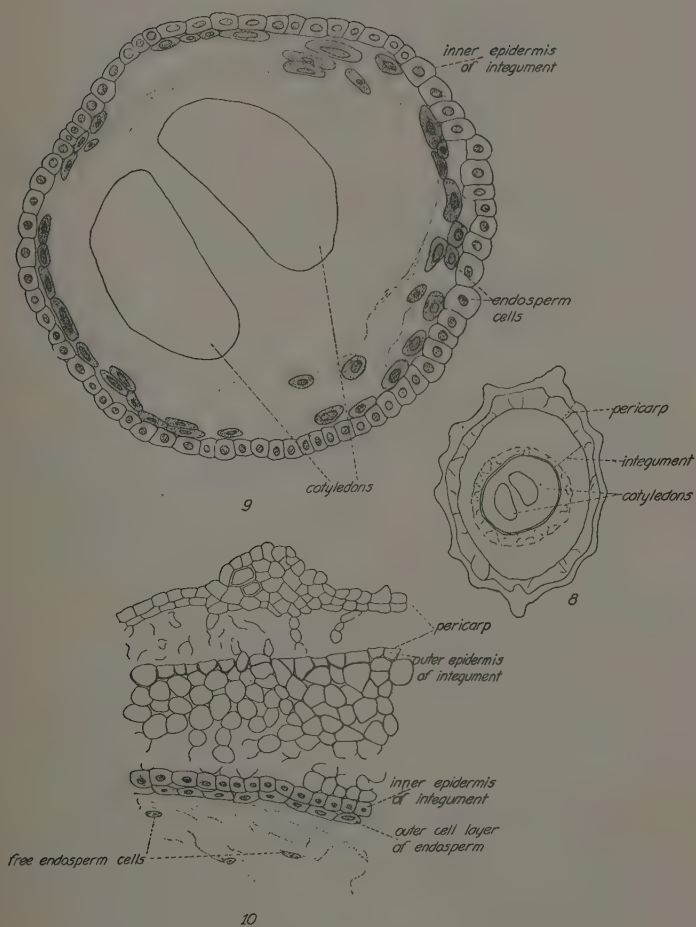 inner epidermis
of integument
endosperm
cells
cotyledons
9
pericarp
integument
cotyledons
8
pericarp
outer epidermis
of integument
inner epidermis
of integument
outer cell layer
of endosperm
free endosperm cells
10